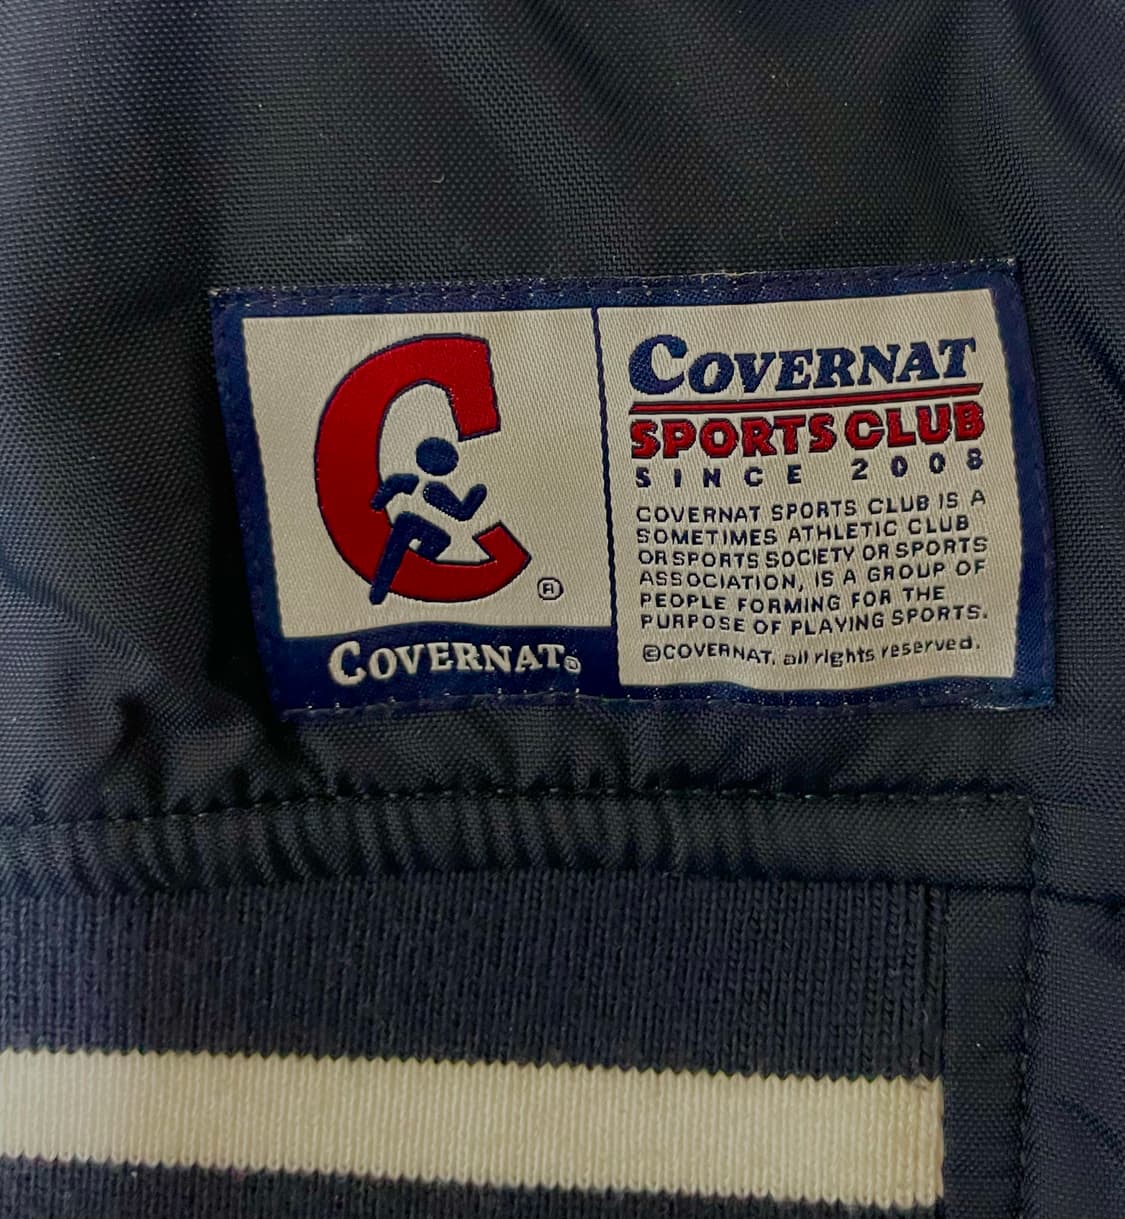 ®
COVERNAT®
COVERNAT
SPORTS CLUB
SINCE 2008
COVERNAT SPORTS CLUB IS A
SOMETIMES ATHLETIC CLUB
OR SPORTS SOCIETY OR SPORTS
ASSOCIATION, IS A GROUP OF
PEOPLE FORMING FOR THE
PURPOSE OF PLAYING SPORTS.
©COVERNAT. all rights reserved.